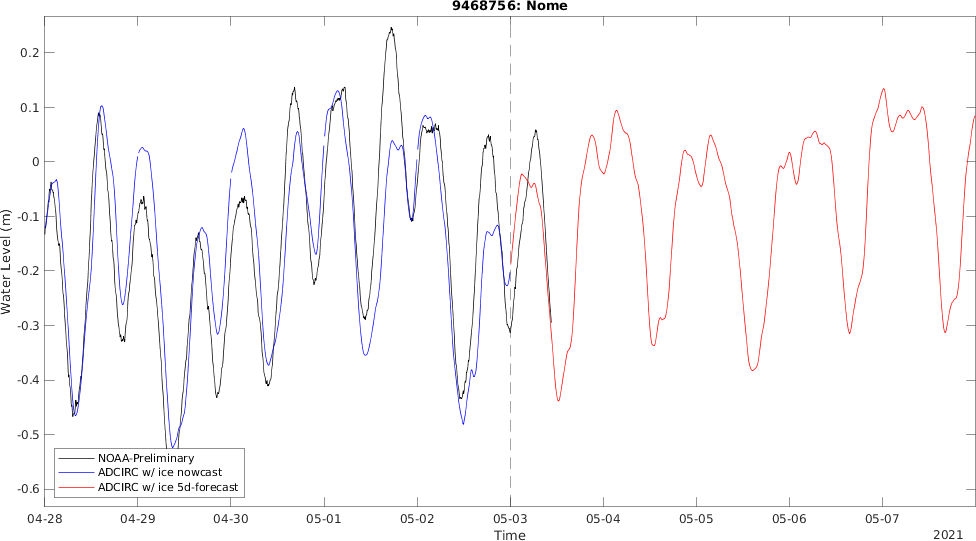 9468756: Nome
Water Level (m)
0.2
0.1
0
-0.1
-0.2
-0.3
-0.4
-0.5
-0.6
NOAA-Preliminary
ADCIRC w/ ice nowcast
ADCIRC w/ ice 5d-forecast
04-28 04-29 04-30 05-01 05-02 05-03 05-04 05-05 05-06 05-07
Time
2021